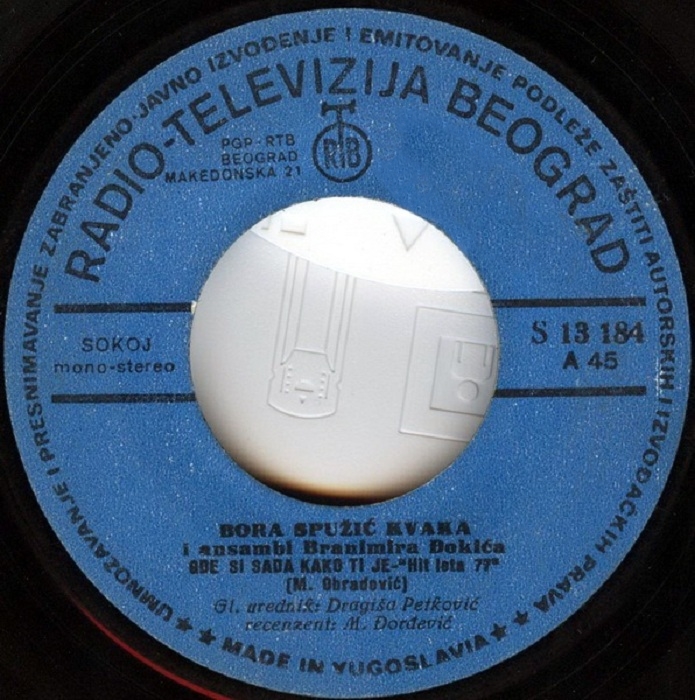 UMNOŽAVANJE I PRESNIMAVANJE ZABRANJENO·JAVNO IZVOĐENJE I EMITOVANJE PODLEŽE ZAŠTITI AUTORSKIH I IZVOĐAČKIH PRAVA
RADIO-TELEVIZIJA BEOGRAD
PGP-RTB
BEOGRAD
MAKEDONSKA 21
RTB
SOKOJ
mono-stereo
S 13 184
A 45
BORA SPUŽIĆ KVAKA
i ansambl Branimira Đokića
GDE SI SADA KAKO TI JE-"Hit leta 77"
(M. Obradović)
Gl. urednik: Dragiša Petković
recenzent: M. Đorđević
★★ MADE IN YUGOSLAVIA ★★